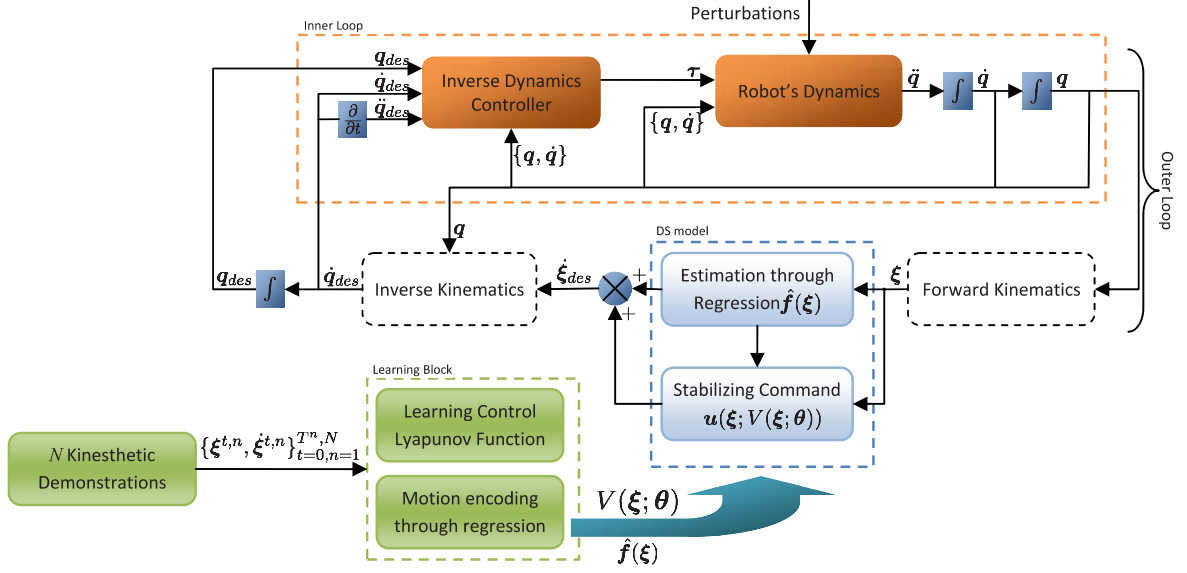 Perturbations
Inner Loop
q_des
q̇_des
∂/∂t
q̈_des
Inverse Dynamics
Controller
{q, q̇}
τ
{q, q̇}
Robot's Dynamics
q̈
∫
q̇
∫
q
Outer Loop
q
DS model
q_des
∫
q̇_des
Inverse Kinematics
ξ̇_des
+
+
Estimation through
Regression f̂(ξ)
ξ
Forward Kinematics
Stabilizing Command
u(ξ; V(ξ; θ))
Learning Block
Learning Control
Lyapunov Function
N Kinesthetic
Demonstrations
{ξ^{t,n}, ξ̇^{t,n}}_{t=0,n=1}^{T^n,N}
Motion encoding
through regression
V(ξ; θ)
f̂(ξ)